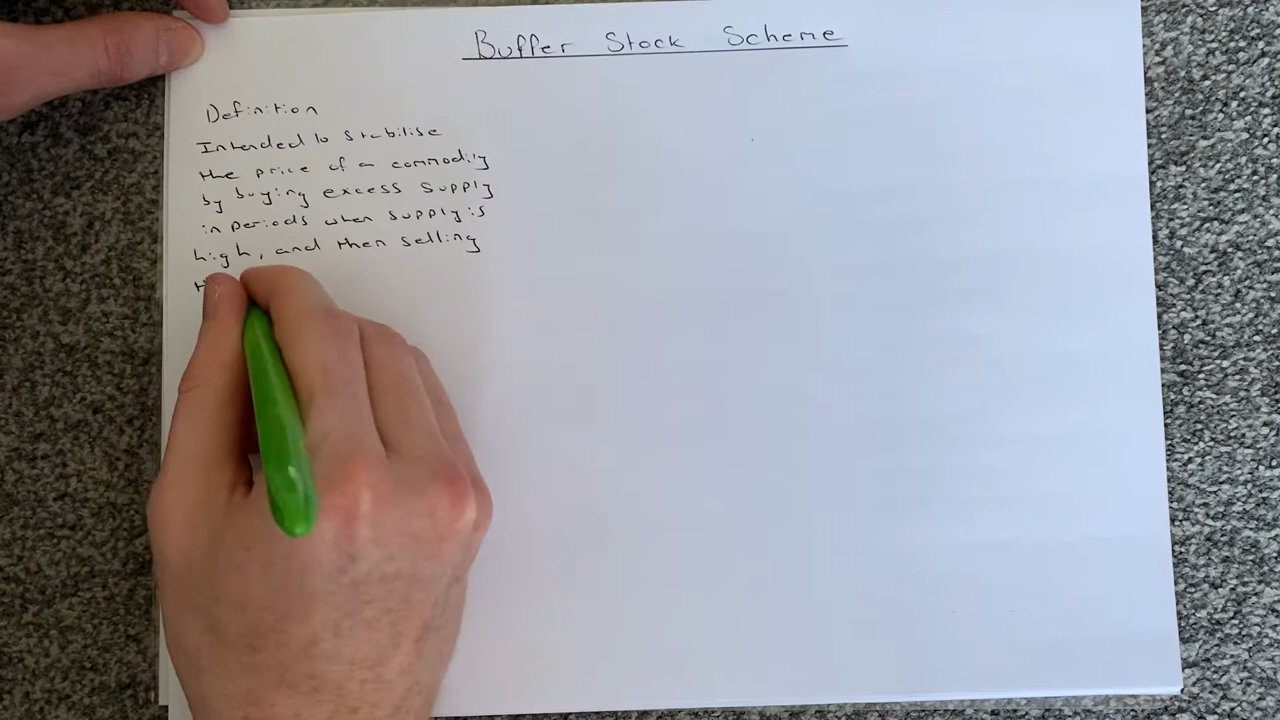 Buffer Stock Scheme
Definition
Intended to stabilise
the price of a commodity
by buying excess supply
in periods when supply is
high, and then selling